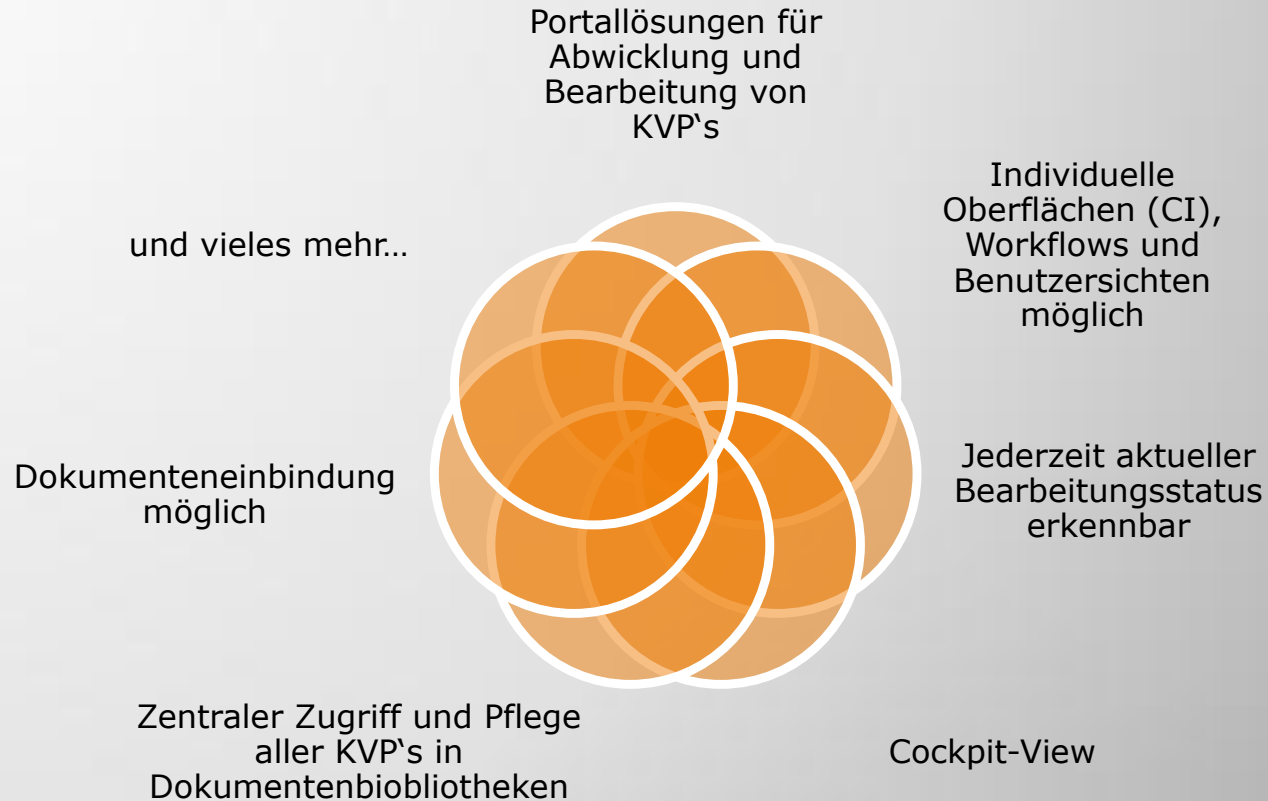 Portallösungen für
Abwicklung und
Bearbeitung von
KVP‘s
Individuelle
Oberflächen (CI),
Workflows und
Benutzersichten
möglich
Jederzeit aktueller
Bearbeitungsstatus
erkennbar
Cockpit-View
Zentraler Zugriff und Pflege
aller KVP‘s in
Dokumentenbiobliotheken
Dokumenteneinbindung
möglich
und vieles mehr…